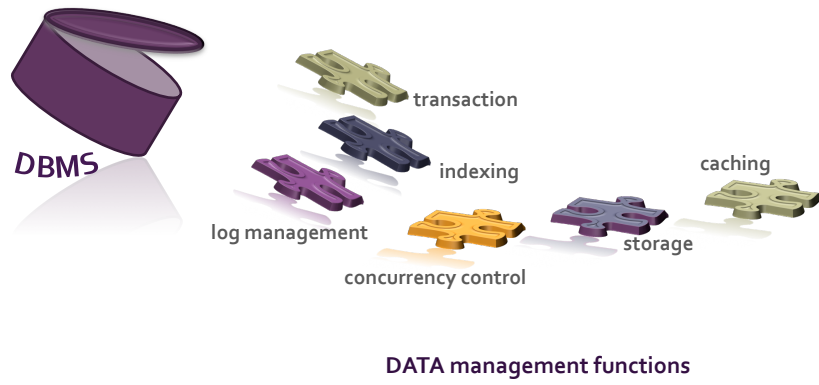 transaction
DBMS
indexing
caching
log management
storage
concurrency control
DATA management functions